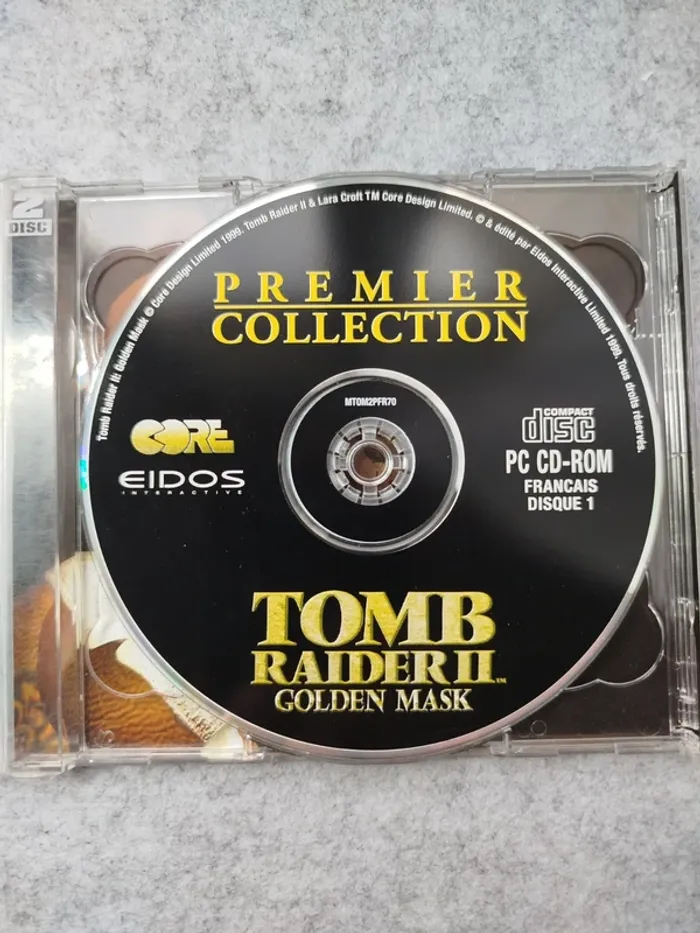 2
DISC
Tomb Raider II: Golden Mask © Core Design Limited 1999. Tomb Raider II & Lara Croft TM Core Design Limited. © & édité par Eidos Interactive Limited 1999. Tous droits réservés.
PREMIER
COLLECTION
MTOM2PFR70
CORE
EIDOS
INTERACTIVE
COMPACT
disc
PC CD-ROM
FRANCAIS
DISQUE 1
TOMB
RAIDER II™
GOLDEN MASK